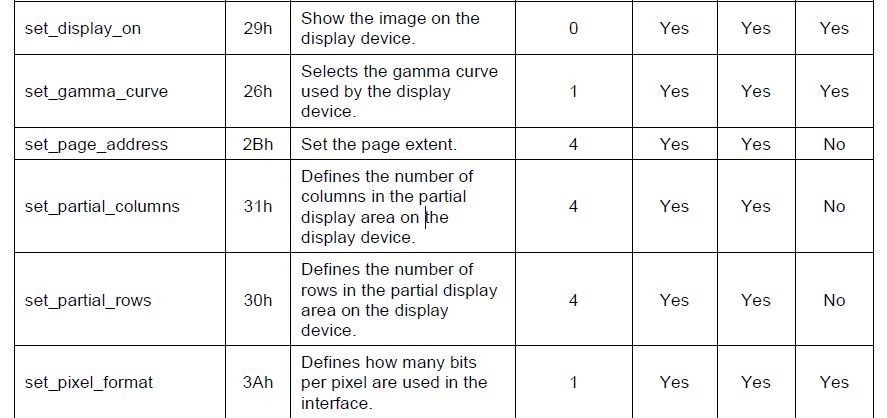 set_display_on 29h Show the image on the display device. 0 Yes Yes Yes
set_gamma_curve 26h Selects the gamma curve used by the display device. 1 Yes Yes Yes
set_page_address 2Bh Set the page extent. 4 Yes Yes No
set_partial_columns 31h Defines the number of columns in the partial display area on the display device. 4 Yes Yes No
set_partial_rows 30h Defines the number of rows in the partial display area on the display device. 4 Yes Yes No
set_pixel_format 3Ah Defines how many bits per pixel are used in the interface. 1 Yes Yes Yes